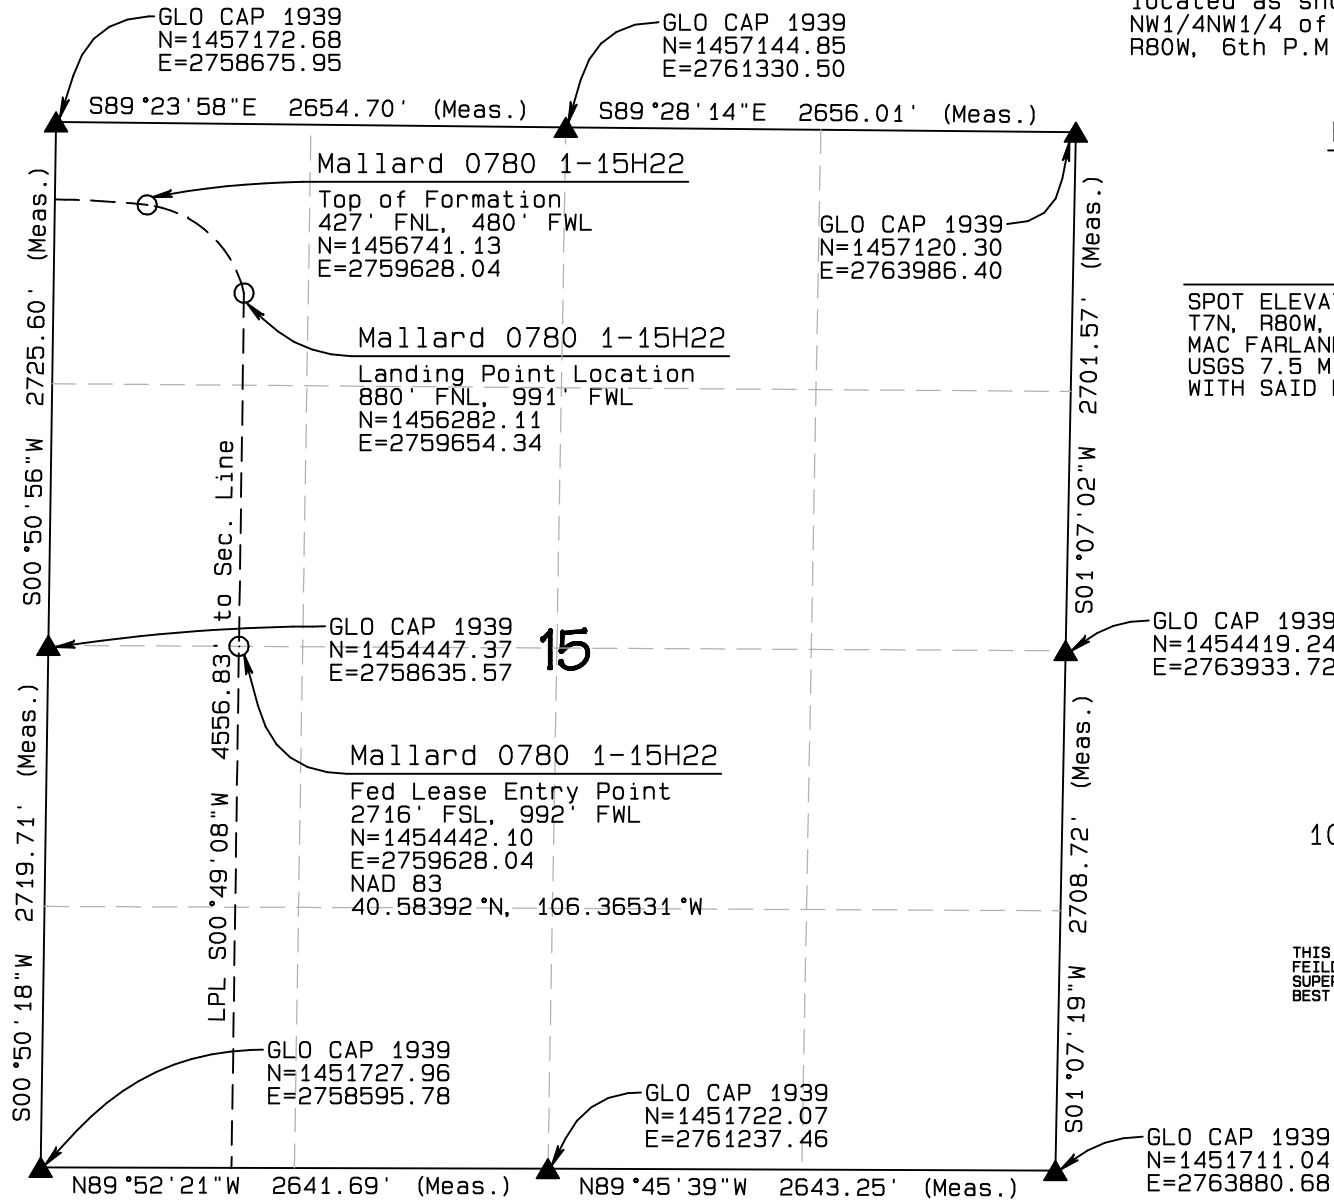 GLO CAP 1939
N=1457172.68
E=2758675.95
GLO CAP 1939
N=1457144.85
E=2761330.50
located as
NW1/4NW1/4 of
R80W, 6th P.M
S89°23'58"E 2654.70' (Meas.)
S89°28'14"E 2656.01' (Meas.)
Mallard 0780 1-15H22
Top of Formation
427' FNL, 480' FWL
N=1456741.13
E=2759628.04
GLO CAP 1939
N=1457120.30
E=2763986.40
Mallard 0780 1-15H22
Landing Point Location
880' FNL, 991' FWL
N=1456282.11
E=2759654.34
SPOT
T7N, R80W,
MAC
USGS 7.5
WITH SAID
S00°50'56"W 2725.60' (Meas.)
S01°07'02"W 2701.57' (Meas.)
GLO CAP 1939
N=1454447.37
E=2758635.57
15
GLO CAP 1939
N=1454419.24
E=2763933.72
LPL S00°49'08"W 4556.83' to Sec. Line
Mallard 0780 1-15H22
Fed Lease Entry Point
2716' FSL, 992' FWL
N=1454442.10
E=2759628.04
NAD 83
40.58392°N, 106.36531°W
S00°50'18"W 2719.71' (Meas.)
S01°07'19"W 2708.72' (Meas.)
THIS
BEST
GLO CAP 1939
N=1451727.96
E=2758595.78
GLO CAP 1939
N=1451722.07
E=2761237.46
GLO CAP 1939
N=1451711.04
E=2763880.68
N89°52'21"W 2641.69' (Meas.)
N89°45'39"W 2643.25' (Meas.)